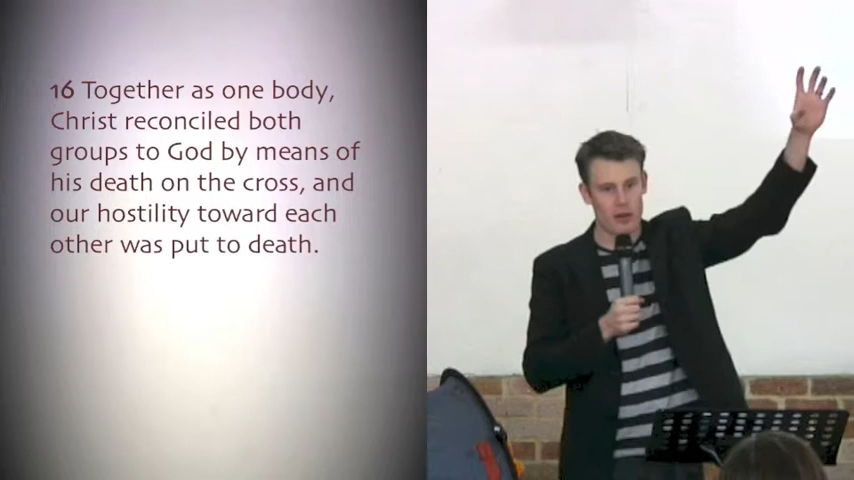 16 Together as one body,
Christ reconciled both
groups to God by means of
his death on the cross, and
our hostility toward each
other was put to death.